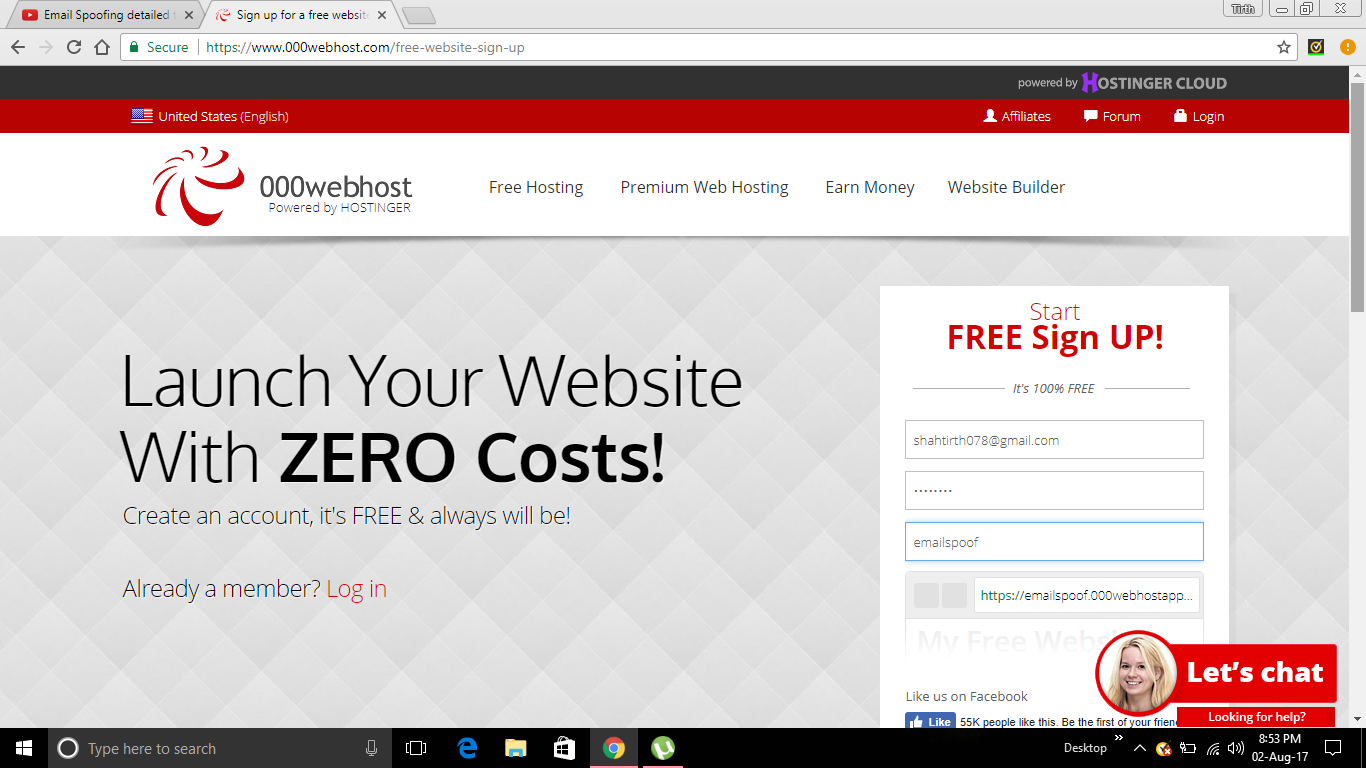 Email Spoofing detailed
Sign up for a free website
Tirth
Secure
https://www.000webhost.com/free-website-sign-up
powered by HOSTINGER CLOUD
United States (English)
Affiliates
Forum
Login
000webhost
Powered by HOSTINGER
Free Hosting
Premium Web Hosting
Earn Money
Website Builder
Start
FREE Sign UP!
It's 100% FREE
Launch Your Website
With ZERO Costs!
Create an account, it's FREE & always will be!
Already a member? Log in
shahtirth078@gmail.com
••••••••
emailspoof
https://emailspoof.000webhostapp...
My Free Webs
Like us on Facebook
Like
55K people like this. Be the first of your frien
Let's chat
Looking for help?
Type here to search
Desktop
8:53 PM
02-Aug-17